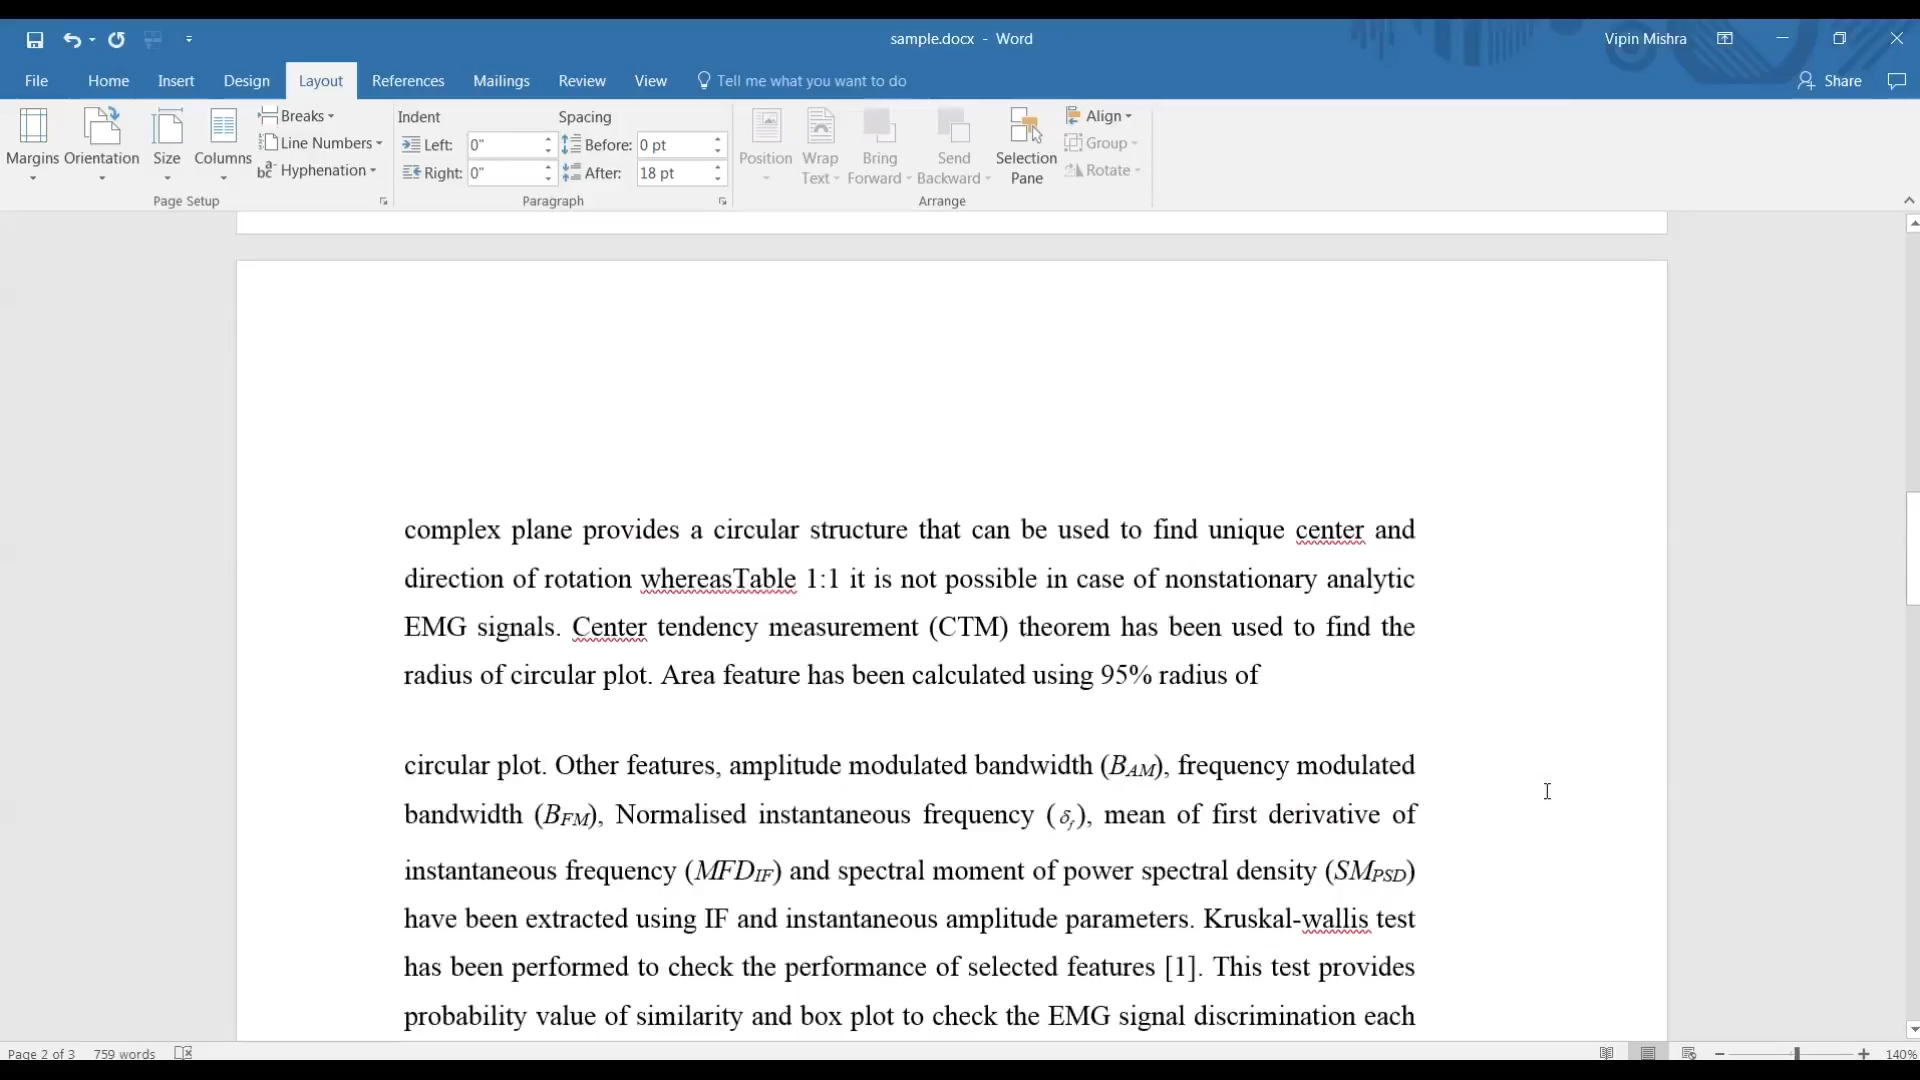 sample.docx - Word
Vipin Mishra
File Home Insert Design Layout References Mailings Review View Tell me what you want to do
Share
Margins
Orientation
Size
Columns
Breaks
Line Numbers
Hyphenation
Page Setup
Indent
Left: 0"
Right: 0"
Spacing
Before: 0 pt
After: 18 pt
Paragraph
Position
Wrap Text
Bring Forward
Send Backward
Selection Pane
Align
Group
Rotate
Arrange
complex plane provides a circular structure that can be used to find unique center and
direction of rotation whereasTable 1:1 it is not possible in case of nonstationary analytic
EMG signals. Center tendency measurement (CTM) theorem has been used to find the
radius of circular plot. Area feature has been calculated using 95% radius of
circular plot. Other features, amplitude modulated bandwidth (BAM), frequency modulated
bandwidth (BFM), Normalised instantaneous frequency (δf), mean of first derivative of
instantaneous frequency (MFDIF) and spectral moment of power spectral density (SMPSD)
have been extracted using IF and instantaneous amplitude parameters. Kruskal-wallis test
has been performed to check the performance of selected features [1]. This test provides
probability value of similarity and box plot to check the EMG signal discrimination each
Page 2 of 3 759 words
140%